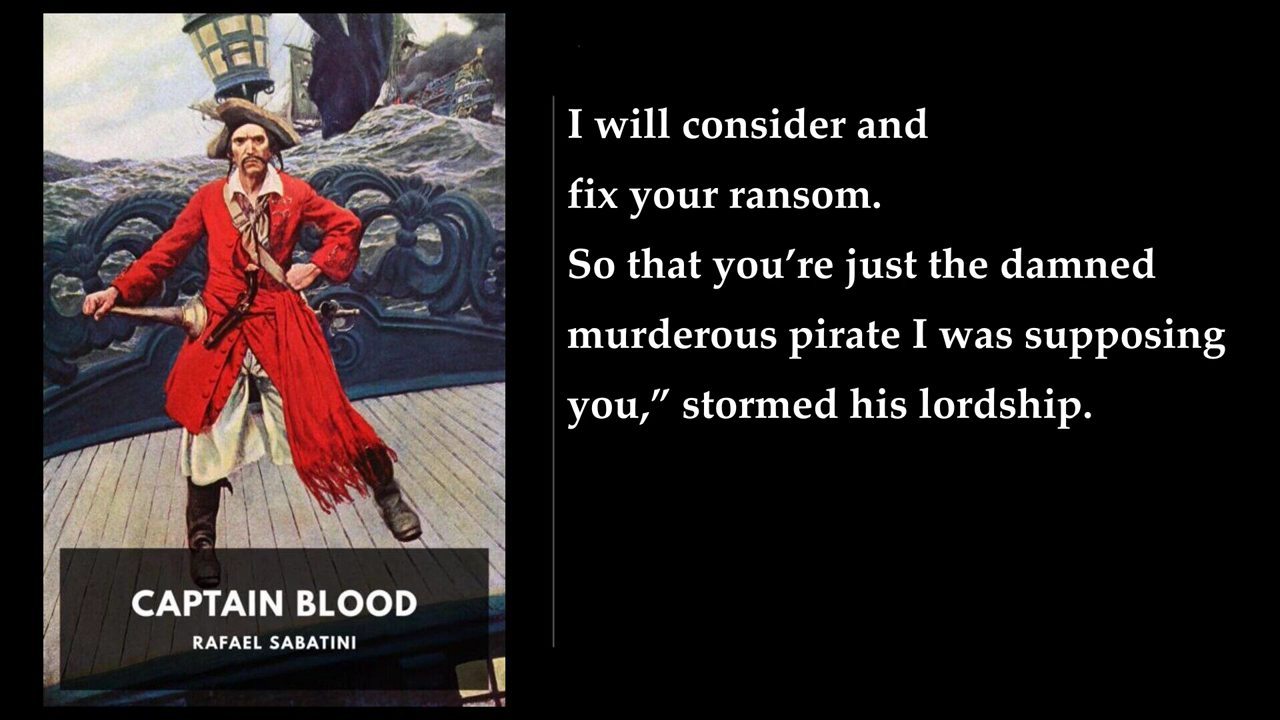 CAPTAIN BLOOD
RAFAEL SABATINI
I will consider and
fix your ransom.
So that you’re just the damned
murderous pirate I was supposing
you,” stormed his lordship.